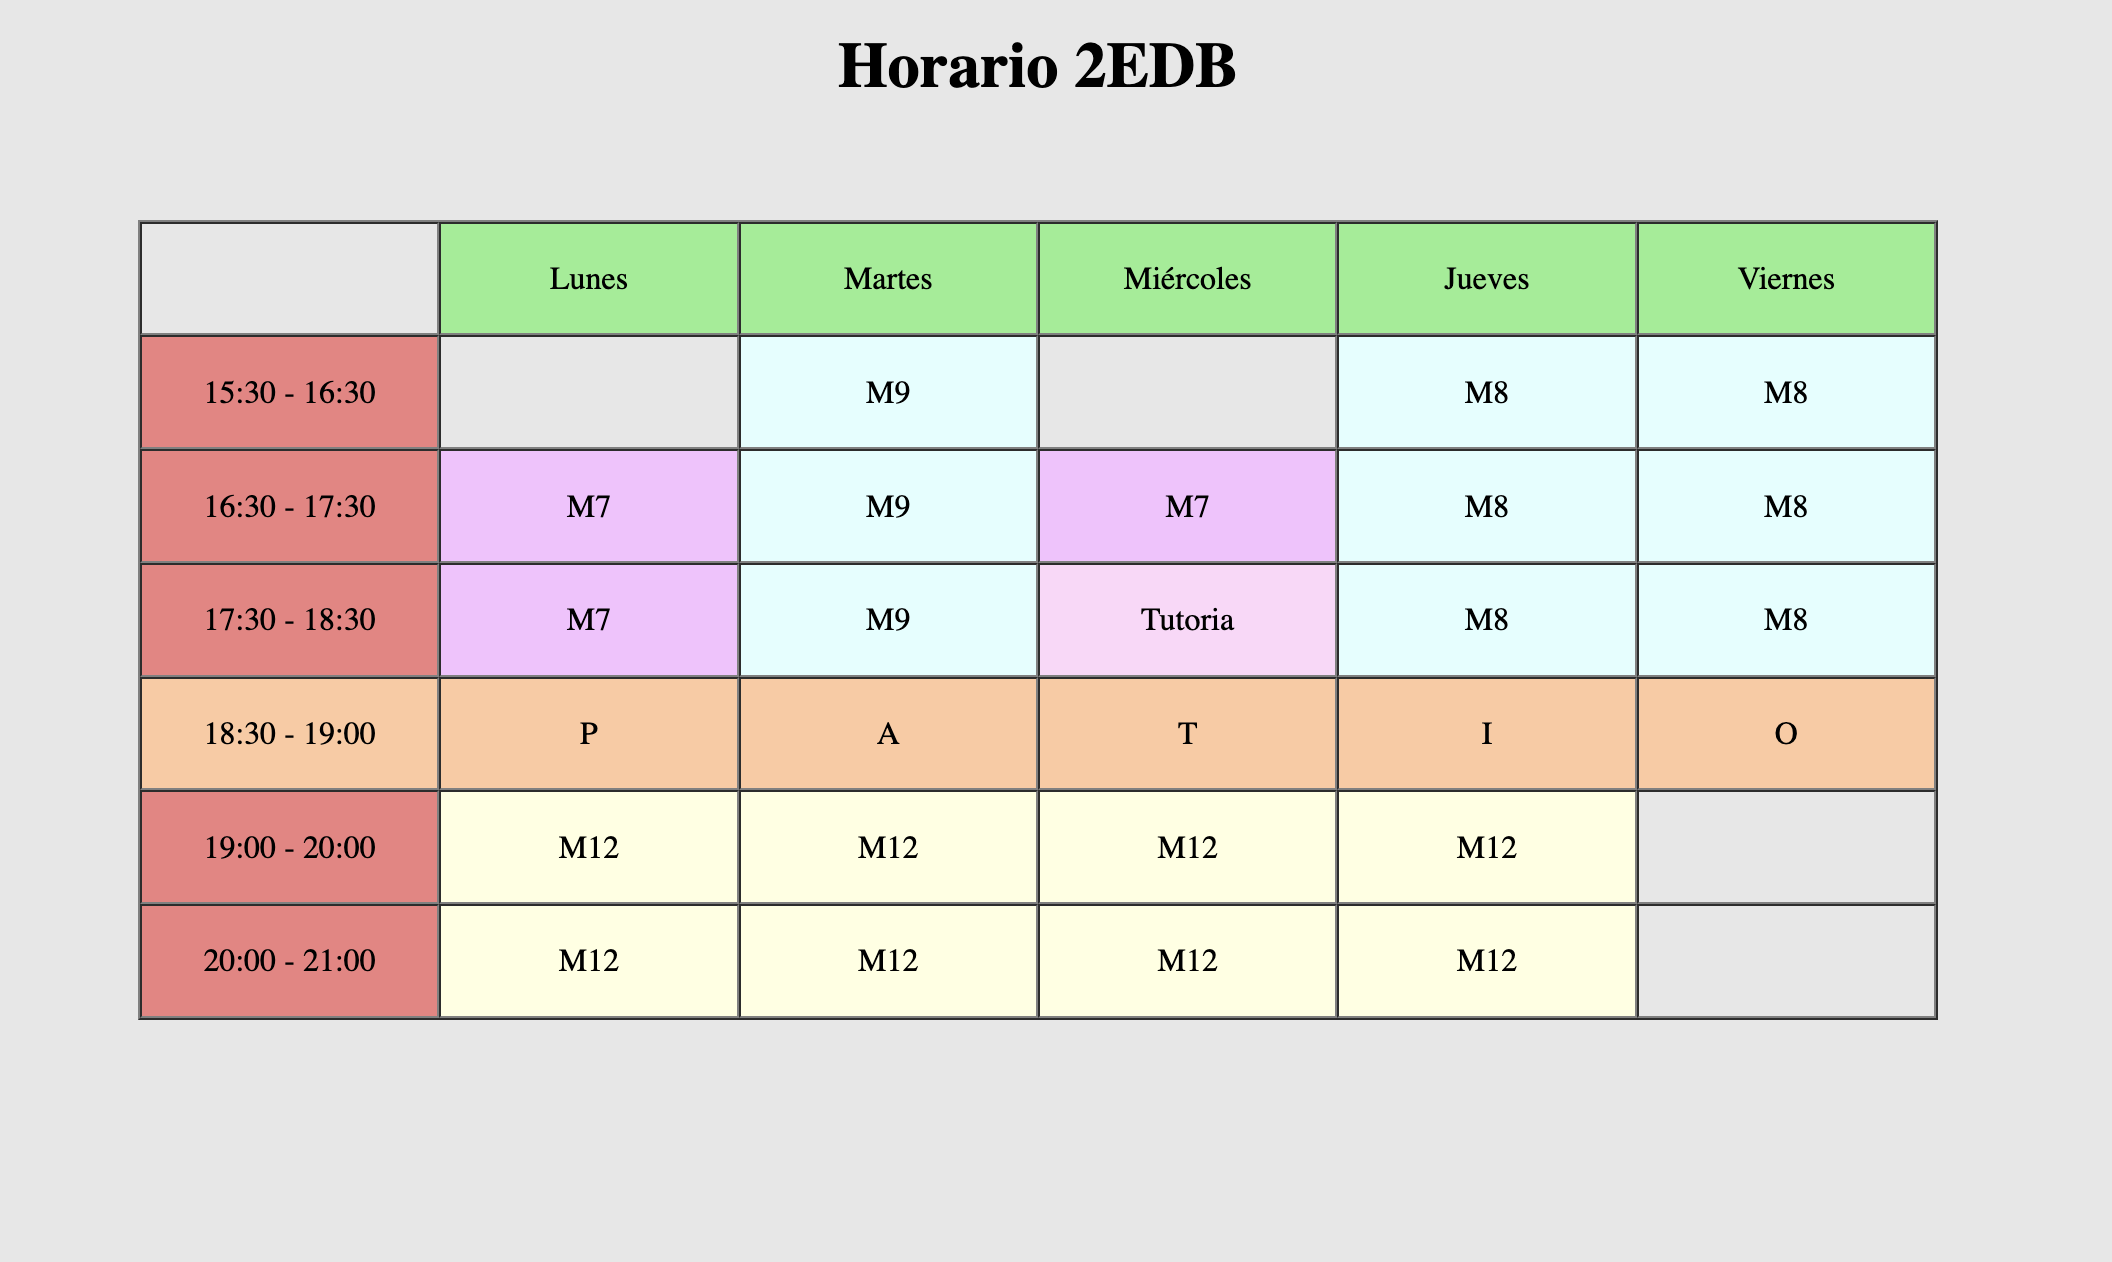 Horario 2EDB
Lunes Martes Miércoles Jueves Viernes
15:30 - 16:30 M9 M8 M8
16:30 - 17:30 M7 M9 M7 M8 M8
17:30 - 18:30 M7 M9 Tutoria M8 M8
18:30 - 19:00 P A T I O
19:00 - 20:00 M12 M12 M12 M12
20:00 - 21:00 M12 M12 M12 M12